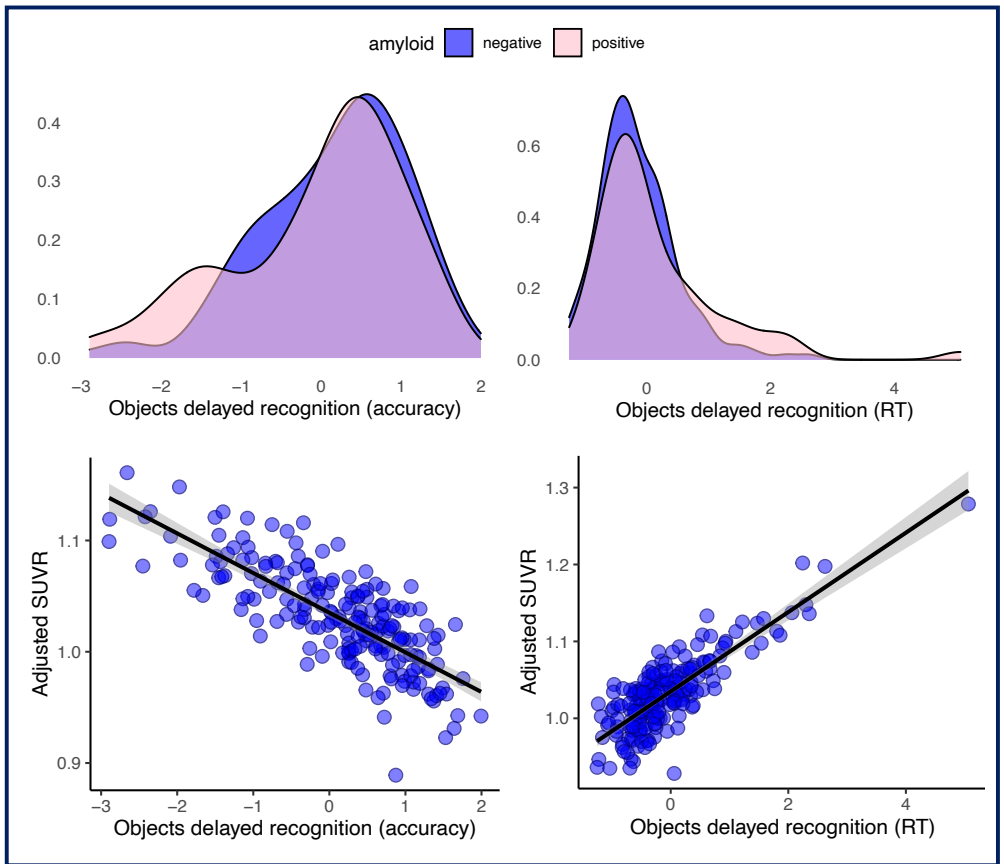 amyloid negative positive
0.4
0.3
0.2
0.1
0.0
−3 −2 −1 0 1 2
Objects delayed recognition (accuracy)
0.6
0.4
0.2
0.0
0 2 4
Objects delayed recognition (RT)
Adjusted SUVR
1.1
1.0
0.9
−3 −2 −1 0 1 2
Objects delayed recognition (accuracy)
Adjusted SUVR
1.3
1.2
1.1
1.0
0 2 4
Objects delayed recognition (RT)